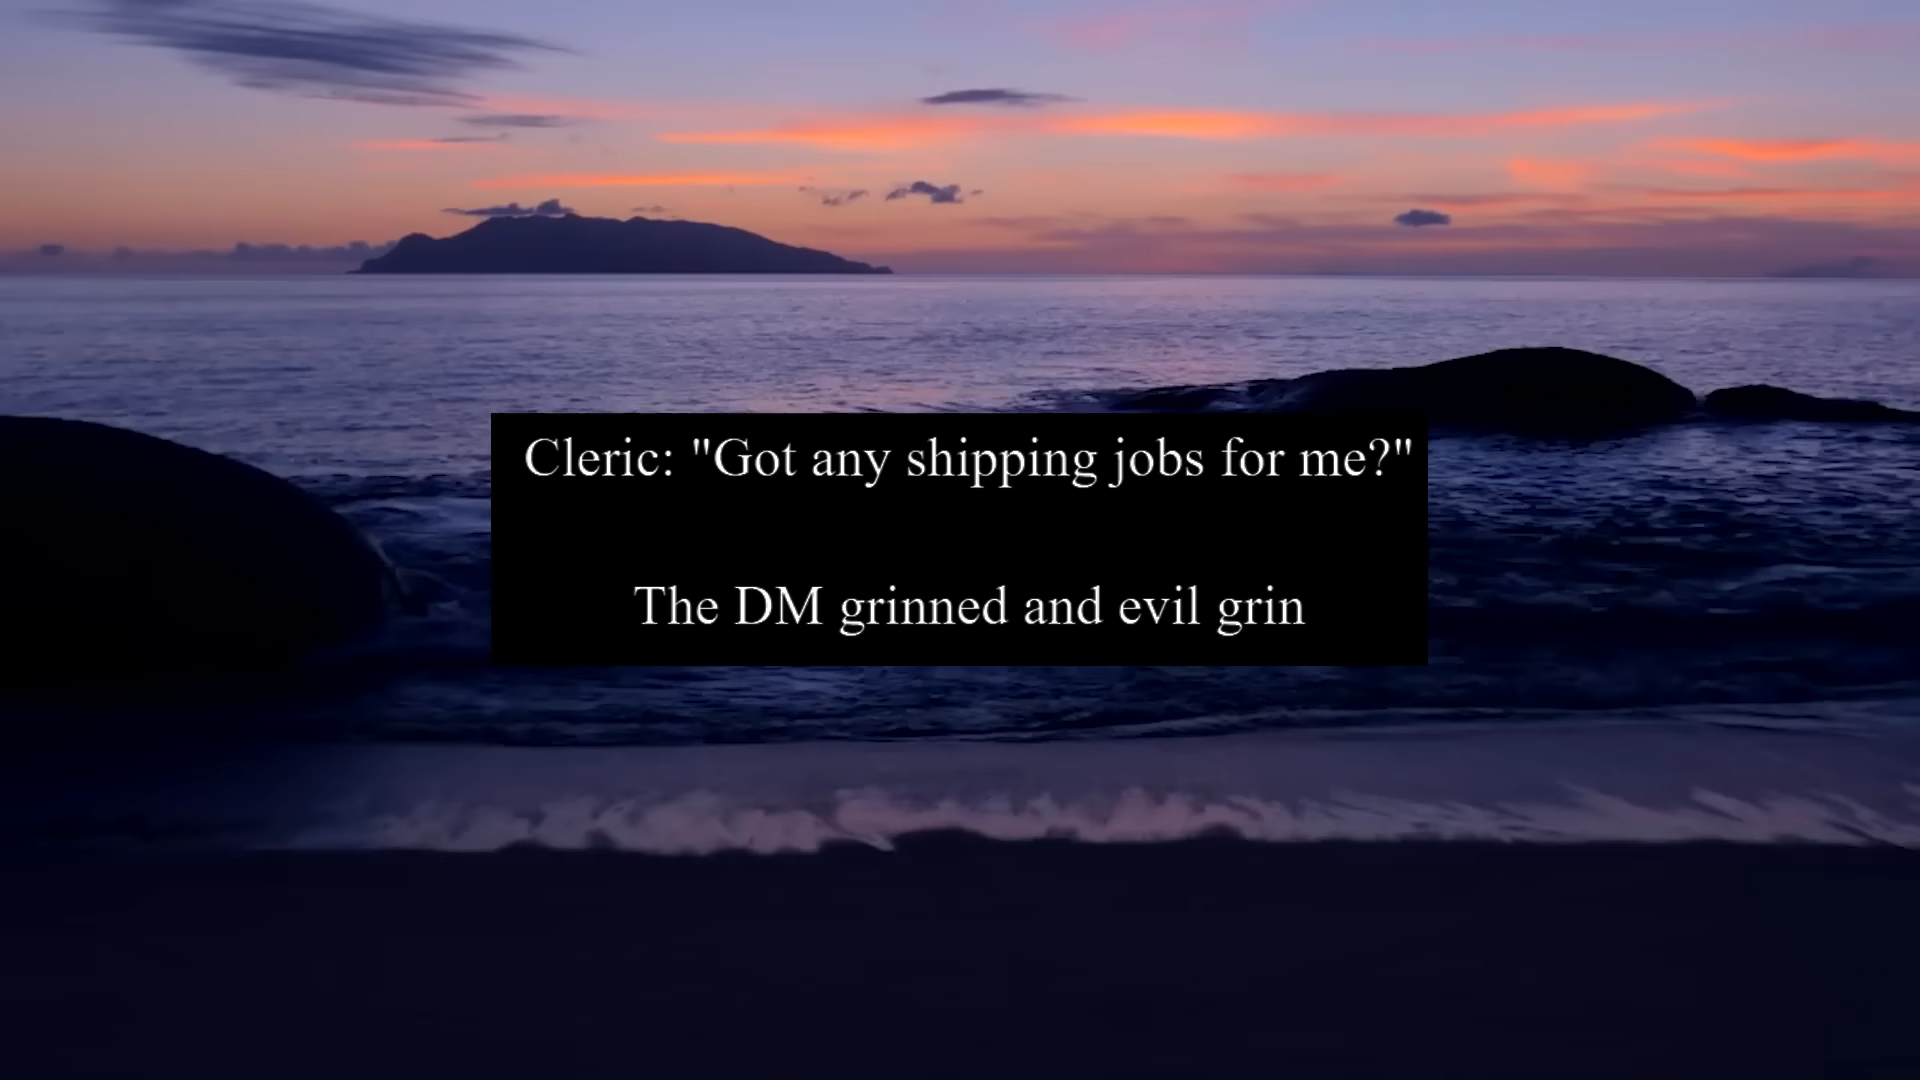 Cleric: "Got any shipping jobs for me?"
The DM grinned and evil grin